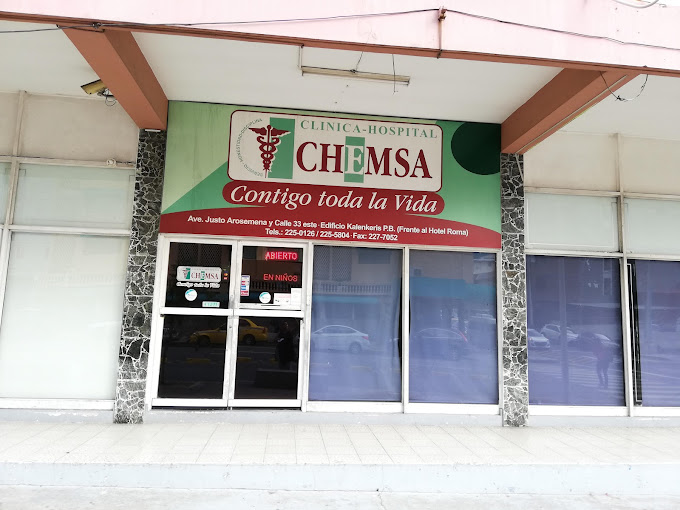 CLINICA-HOSPITAL
CHEMSA
Contigo toda la Vida
Ave. Justo Arosemena y Calle 33 este · Edificio Kalenkeris P.B. (Frente al Hotel Roma)
Tels.: 225-0126 / 225-5804 · Fax: 227-7052
ABIERTO
EN NIÑOS
CHEMSA
Contigo toda la Vida